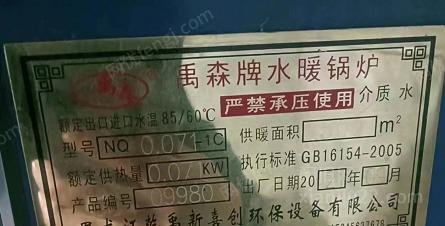 禹森牌水暖锅炉
严禁承压使用 介质 水
额定出口进口水温 85/60℃
供暖面积 m²
型号 NQ 0.071-1C
执行标准 GB16154-2005
额定供热量 0.07 KW
出厂日期 20 年 月
产品编号 09980
禹新喜创环保设备有限公司